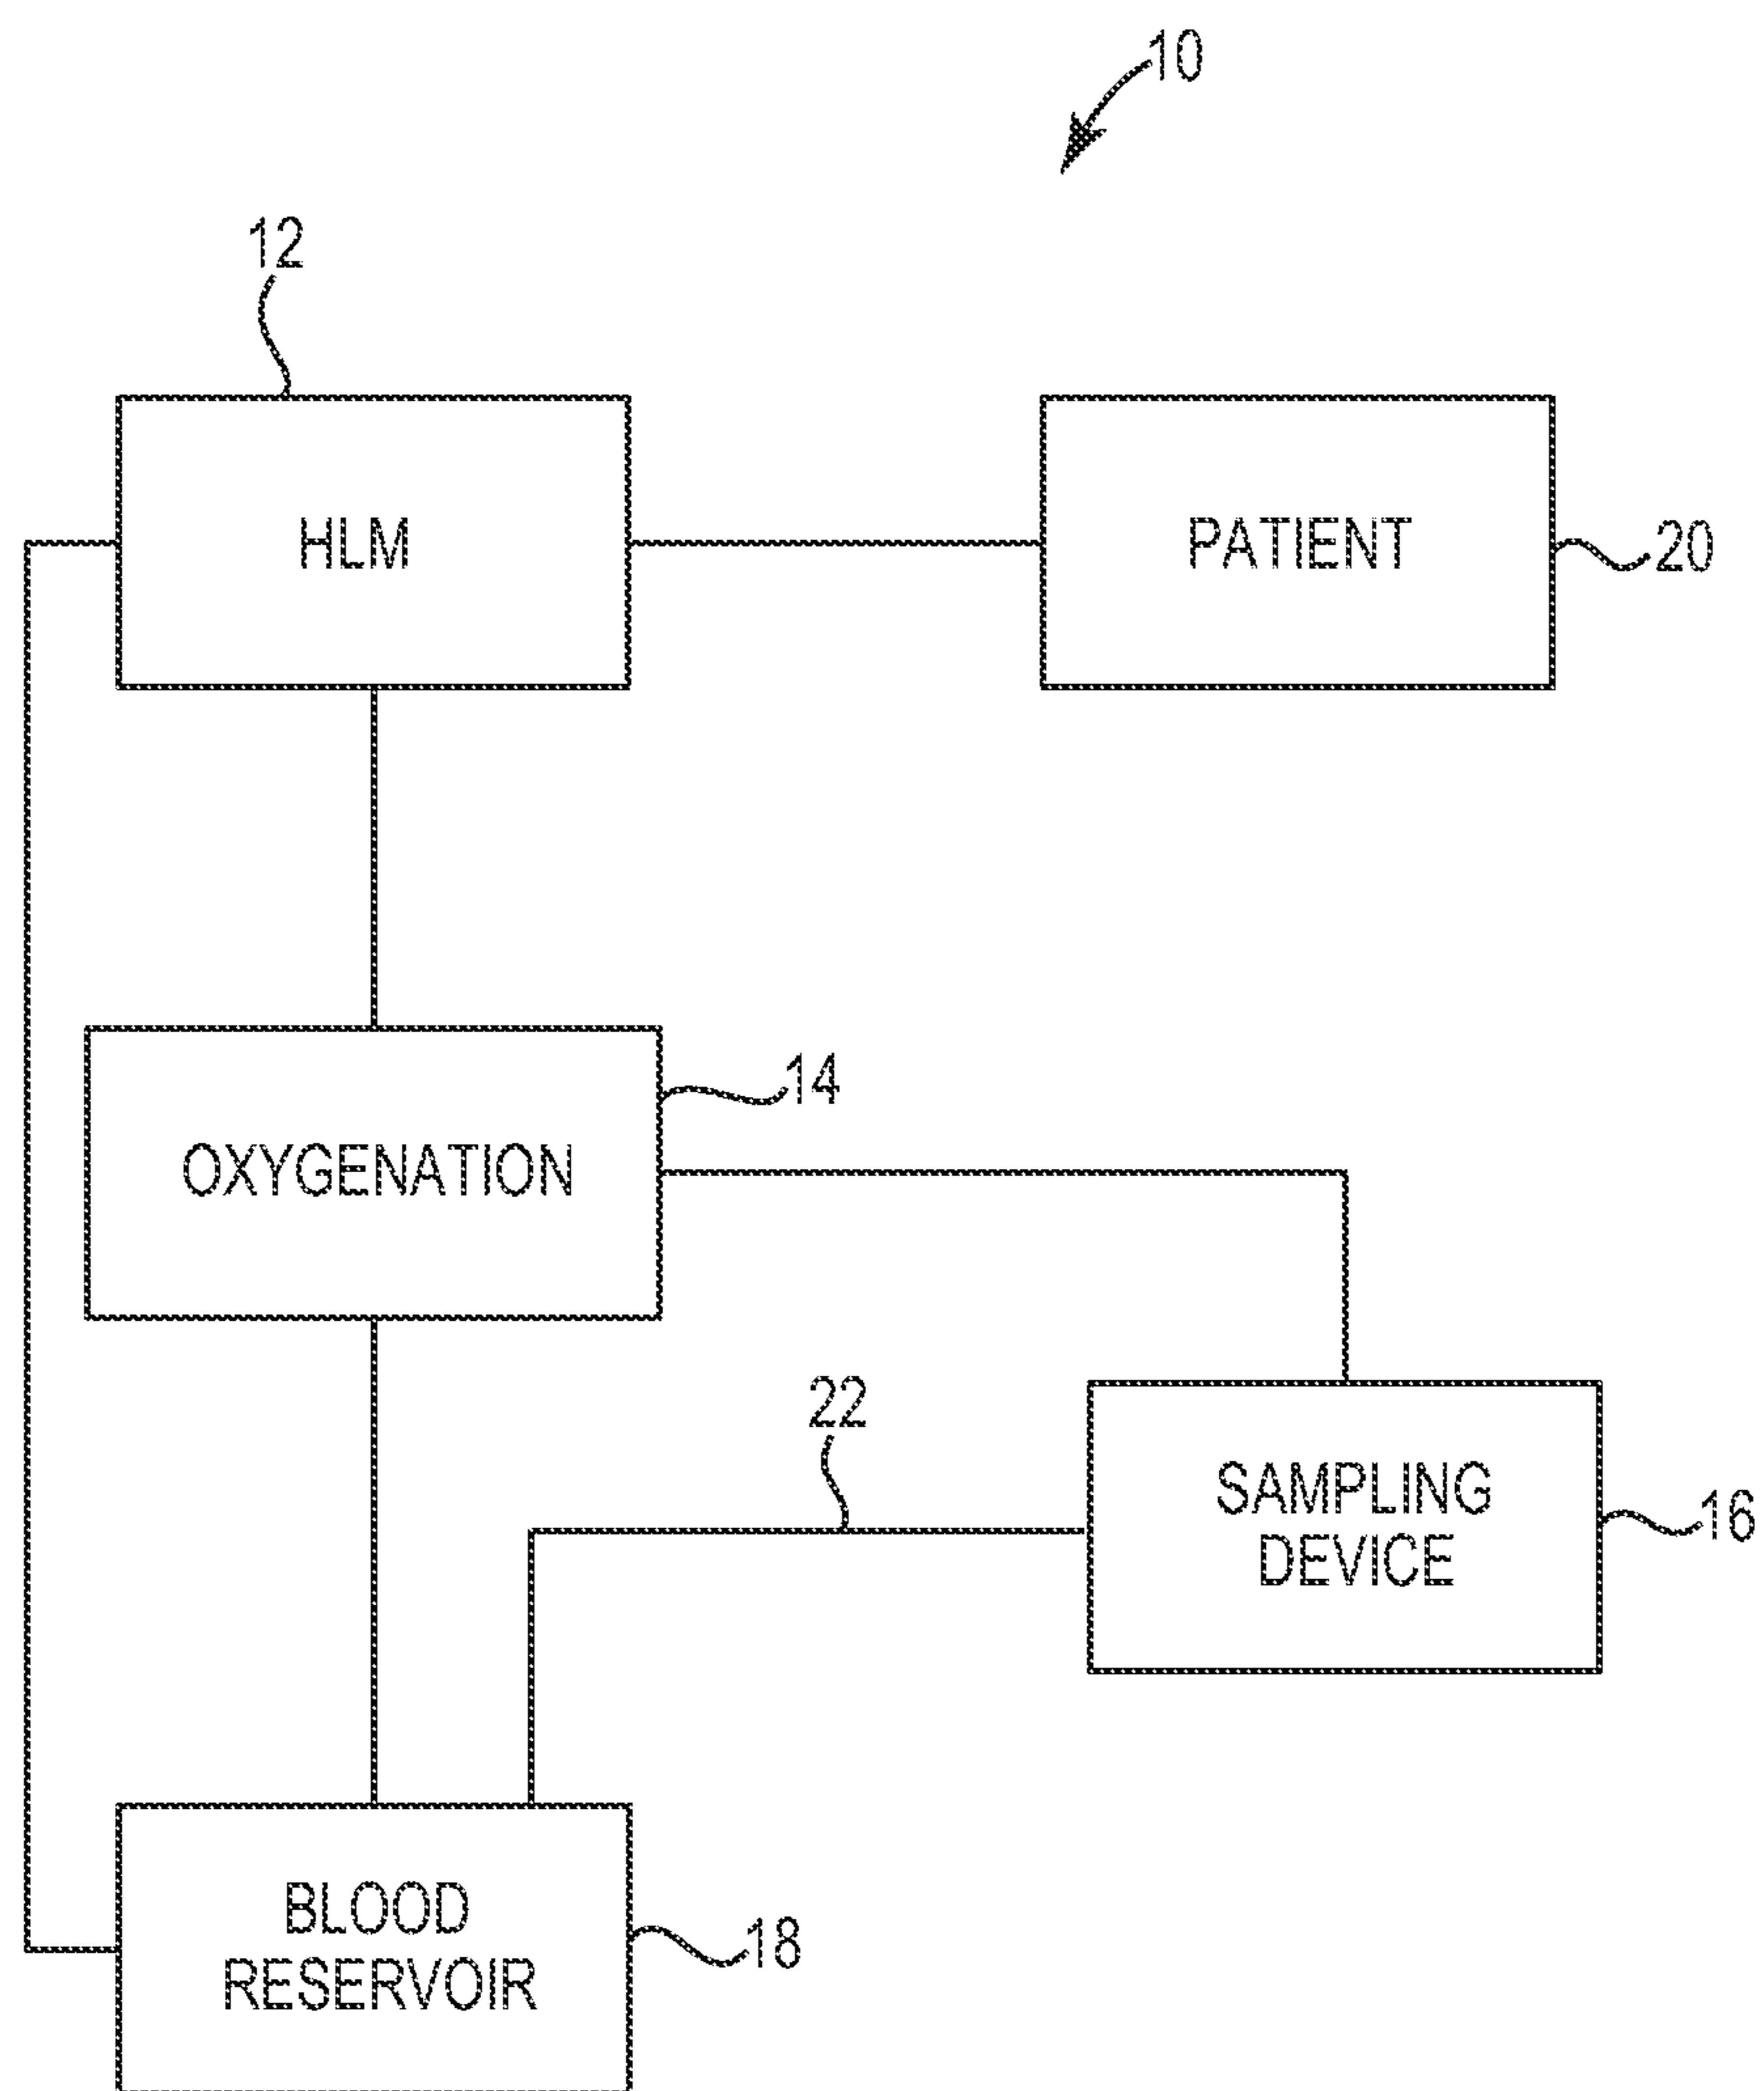 10
12
HLM
PATIENT
20
14
OXYGENATION
22
SAMPLING
DEVICE
16
BLOOD
RESERVOIR
18